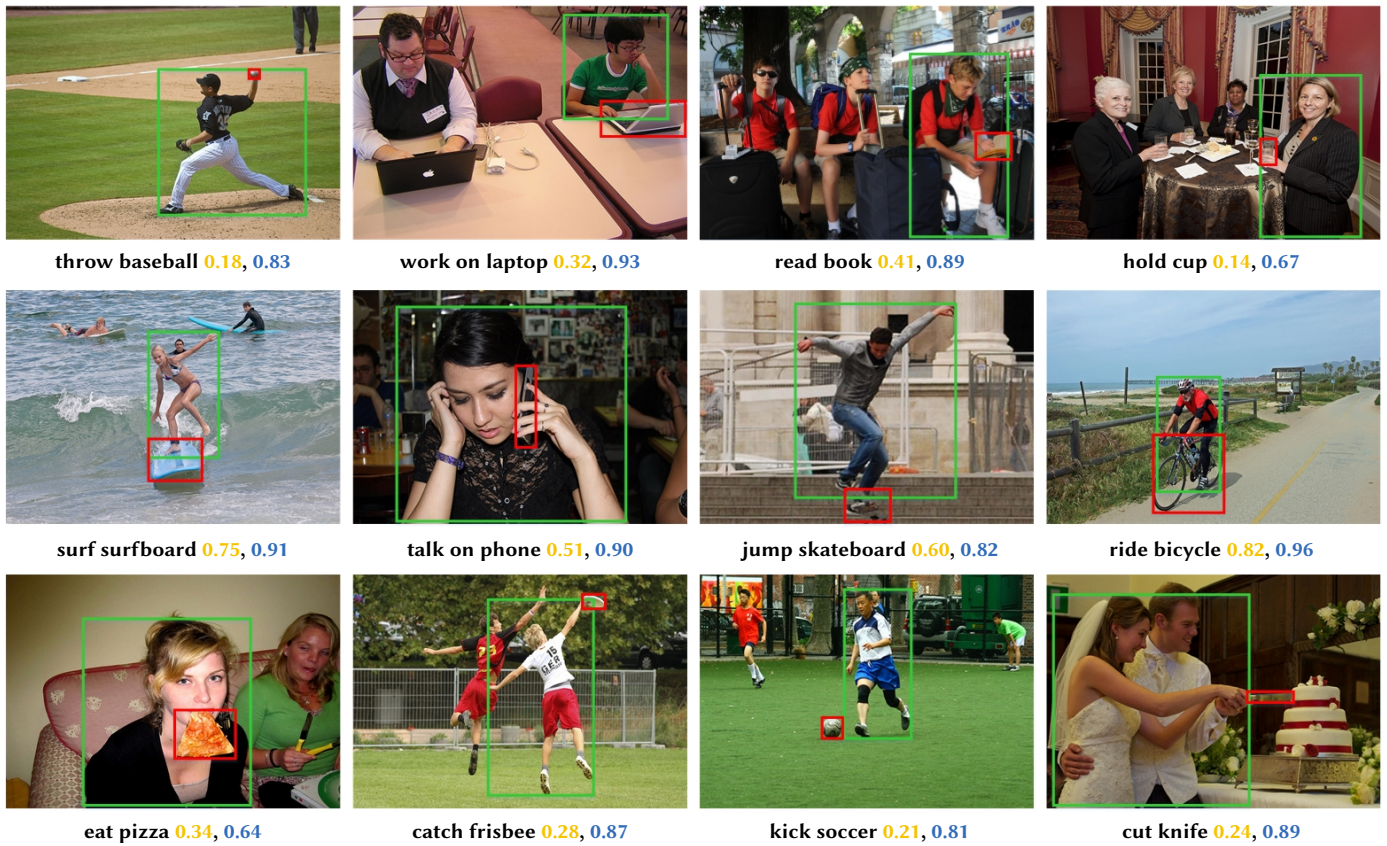 throw baseball 0.18, 0.83
work on laptop 0.32, 0.93
read book 0.41, 0.89
hold cup 0.14, 0.67
surf surfboard 0.75, 0.91
talk on phone 0.51, 0.90
jump skateboard 0.60, 0.82
ride bicycle 0.82, 0.96
15
eat pizza 0.34, 0.64
catch frisbee 0.28, 0.87
kick soccer 0.21, 0.81
cut knife 0.24, 0.89